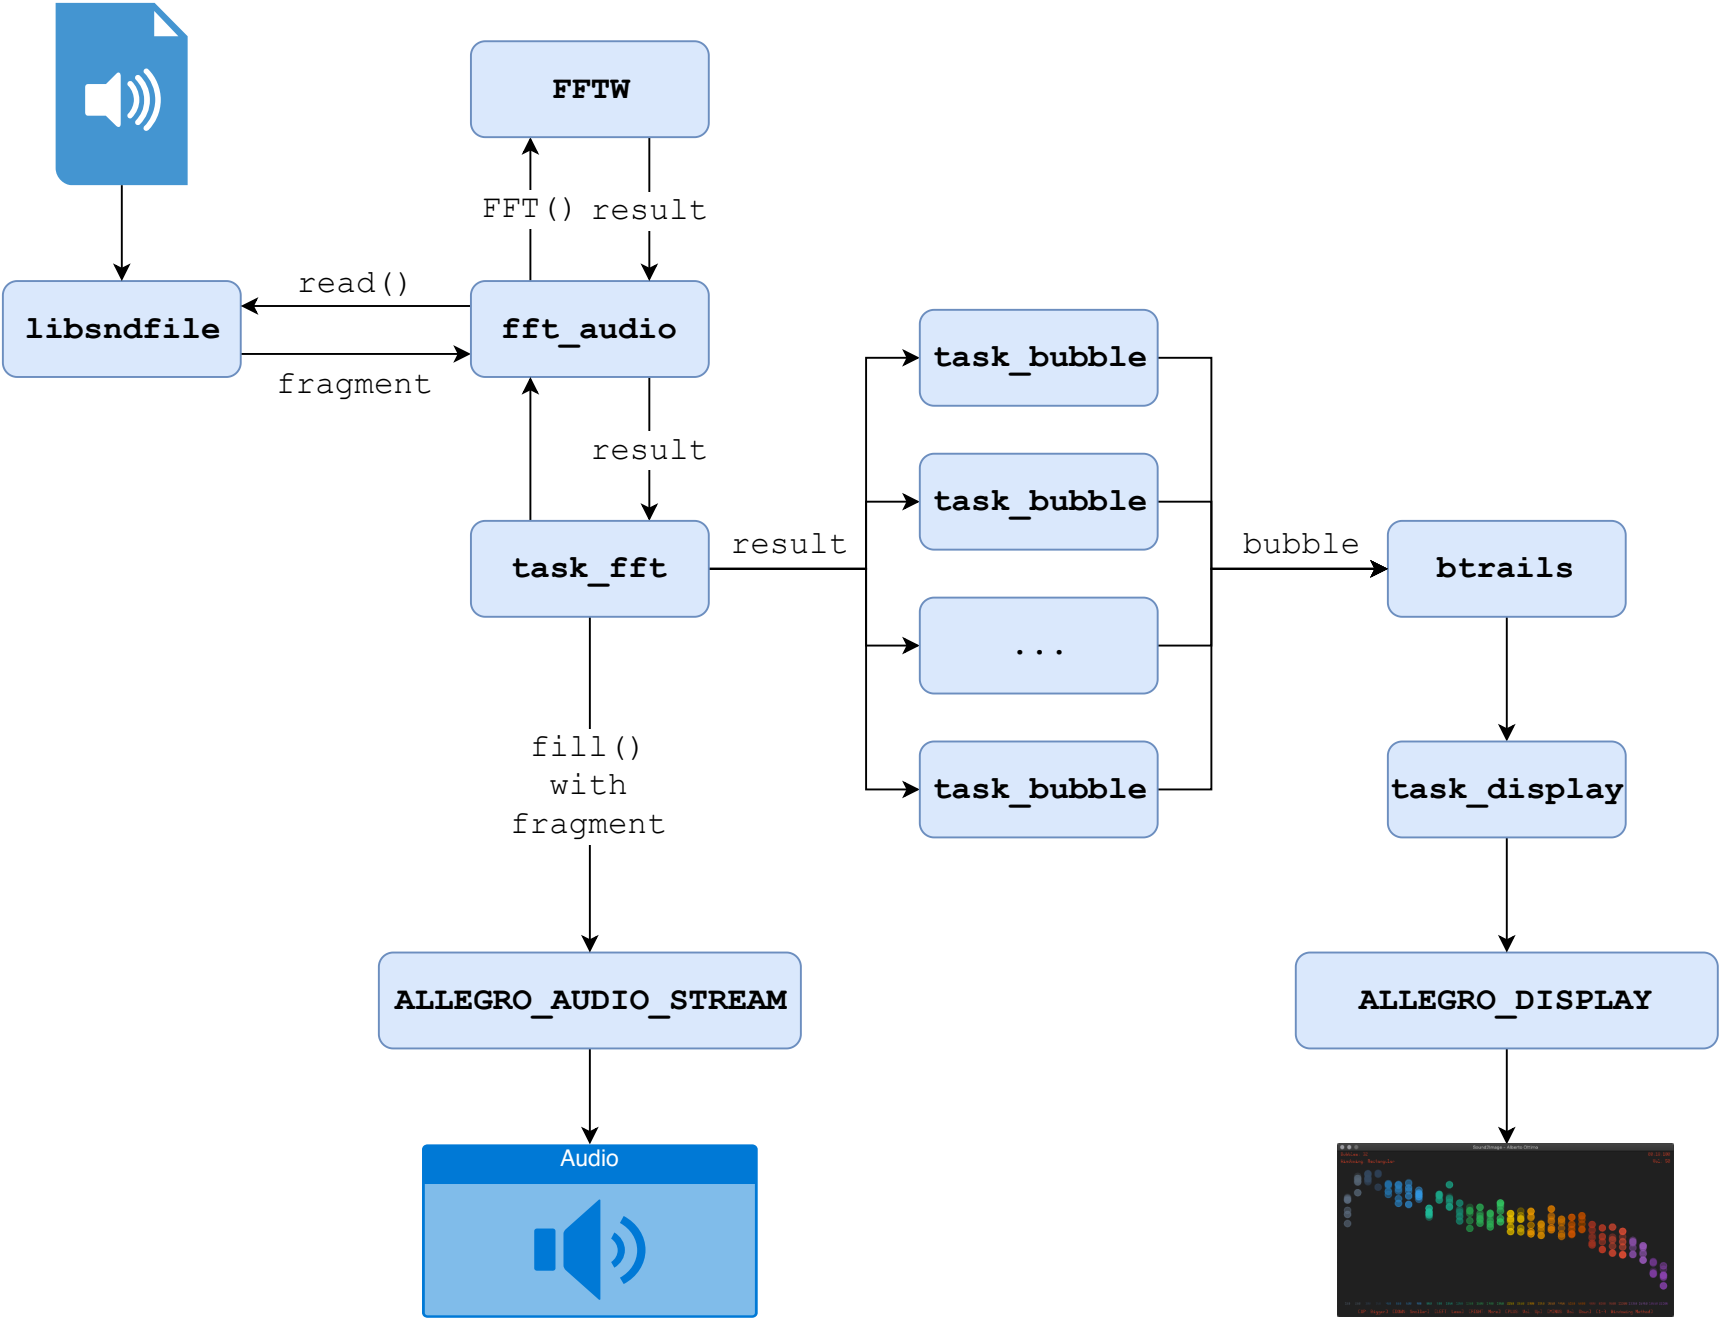 FFTW
FFT()
result
read()
libsndfile
fft_audio
fragment
result
task_bubble
task_bubble
task_fft
result
bubble
btrails
...
fill()
with
fragment
task_bubble
task_display
ALLEGRO_AUDIO_STREAM
ALLEGRO_DISPLAY
Audio